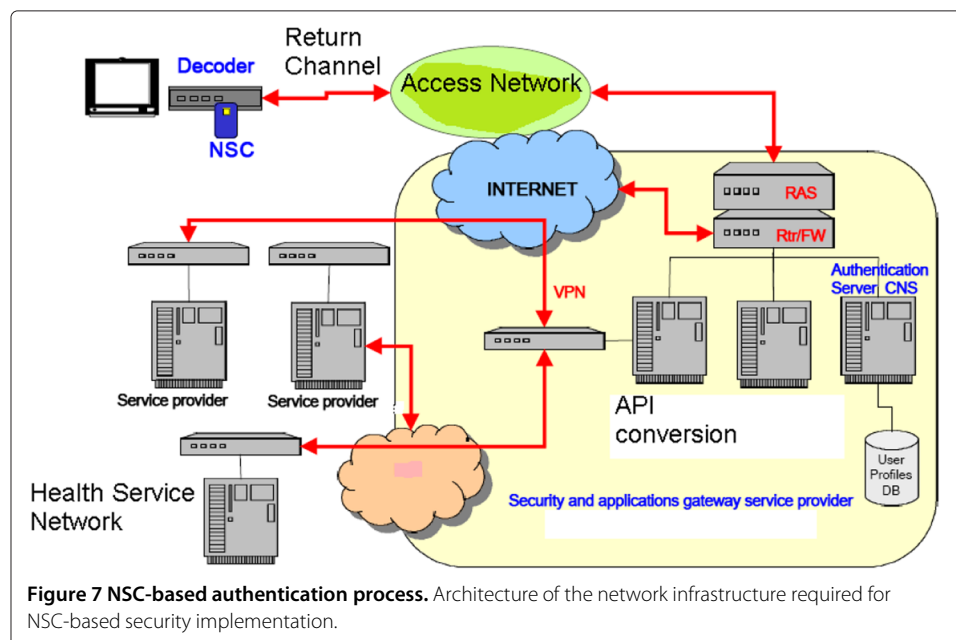 Return
Channel
Decoder
NSC
Access Network
INTERNET
RAS
Rtr/FW
Authentication
Server CNS
VPN
Service provider
Service provider
API
conversion
User
Profiles
DB
Health Service
Network
Security and applications gateway service provider
Figure 7 NSC-based authentication process. Architecture of the network infrastructure required for
NSC-based security implementation.